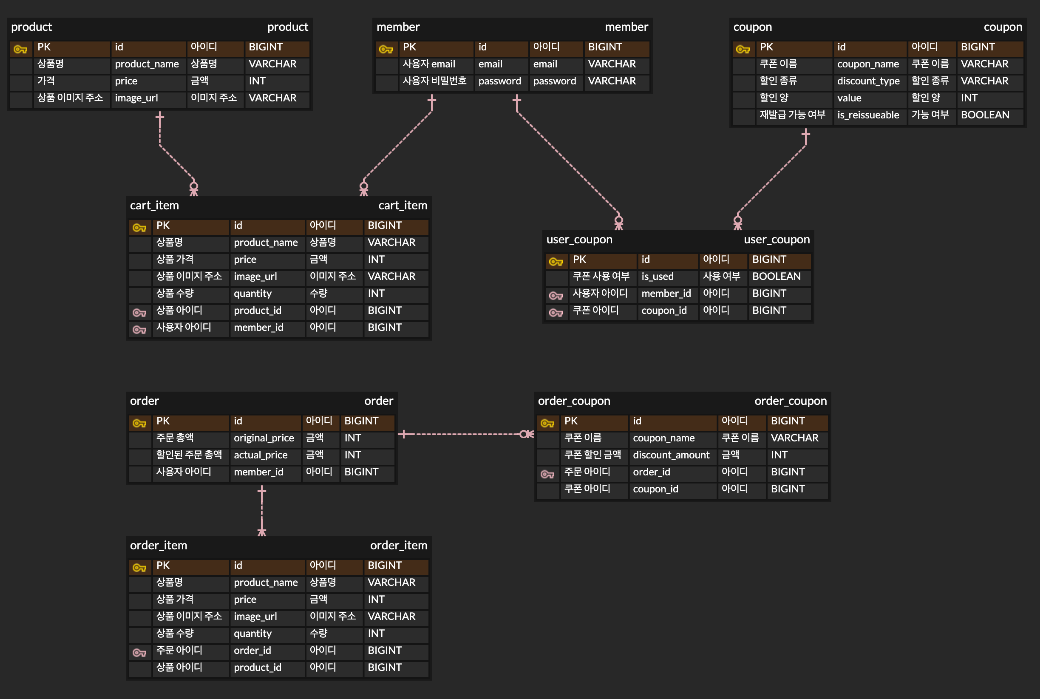 product product
PK id 아이디 BIGINT
상품명 product_name 상품명 VARCHAR
가격 price 금액 INT
상품 이미지 주소 image_url 이미지 주소 VARCHAR
member member
PK id 아이디 BIGINT
사용자 email email email VARCHAR
사용자 비밀번호 password password VARCHAR
coupon coupon
PK id 아이디 BIGINT
쿠폰 이름 coupon_name 쿠폰 이름 VARCHAR
할인 종류 discount_type 할인 종류 VARCHAR
할인 양 value 할인 양 INT
재발급 가능 여부 is_reissueable 가능 여부 BOOLEAN
cart_item cart_item
PK id 아이디 BIGINT
상품명 product_name 상품명 VARCHAR
상품 가격 price 금액 INT
상품 이미지 주소 image_url 이미지 주소 VARCHAR
상품 수량 quantity 수량 INT
상품 아이디 product_id 아이디 BIGINT
사용자 아이디 member_id 아이디 BIGINT
user_coupon user_coupon
PK id 아이디 BIGINT
쿠폰 사용 여부 is_used 사용 여부 BOOLEAN
사용자 아이디 member_id 아이디 BIGINT
쿠폰 아이디 coupon_id 아이디 BIGINT
order order
PK id 아이디 BIGINT
주문 총액 original_price 금액 INT
할인된 주문 총액 actual_price 금액 INT
사용자 아이디 member_id 아이디 BIGINT
order_coupon order_coupon
PK id 아이디 BIGINT
쿠폰 이름 coupon_name 쿠폰 이름 VARCHAR
쿠폰 할인 금액 discount_amount 금액 INT
주문 아이디 order_id 아이디 BIGINT
쿠폰 아이디 coupon_id 아이디 BIGINT
order_item order_item
PK id 아이디 BIGINT
상품명 product_name 상품명 VARCHAR
상품 가격 price 금액 INT
상품 이미지 주소 image_url 이미지 주소 VARCHAR
상품 수량 quantity 수량 INT
주문 아이디 order_id 아이디 BIGINT
상품 아이디 product_id 아이디 BIGINT